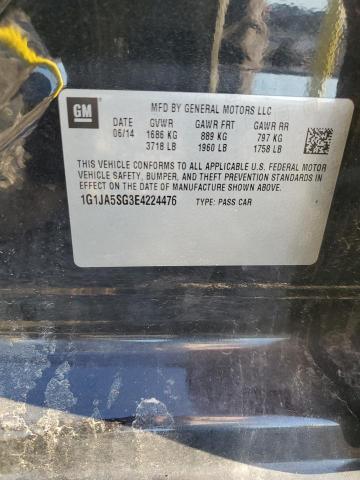 GM
MFD BY GENERAL MOTORS LLC
DATE GVWR GAWR FRT GAWR RR
06/14 1686 KG 889 KG 797 KG
3718 LB 1960 LB 1758 LB
THIS VEHICLE CONFORMS TO ALL APPLICABLE U.S. FEDERAL MOTOR
VEHICLE SAFETY, BUMPER, AND THEFT PREVENTION STANDARDS
IN EFFECT ON THE DATE OF MANUFACTURE SHOWN ABOVE.
1G1JA5SG3E4224476 TYPE: PASS CAR